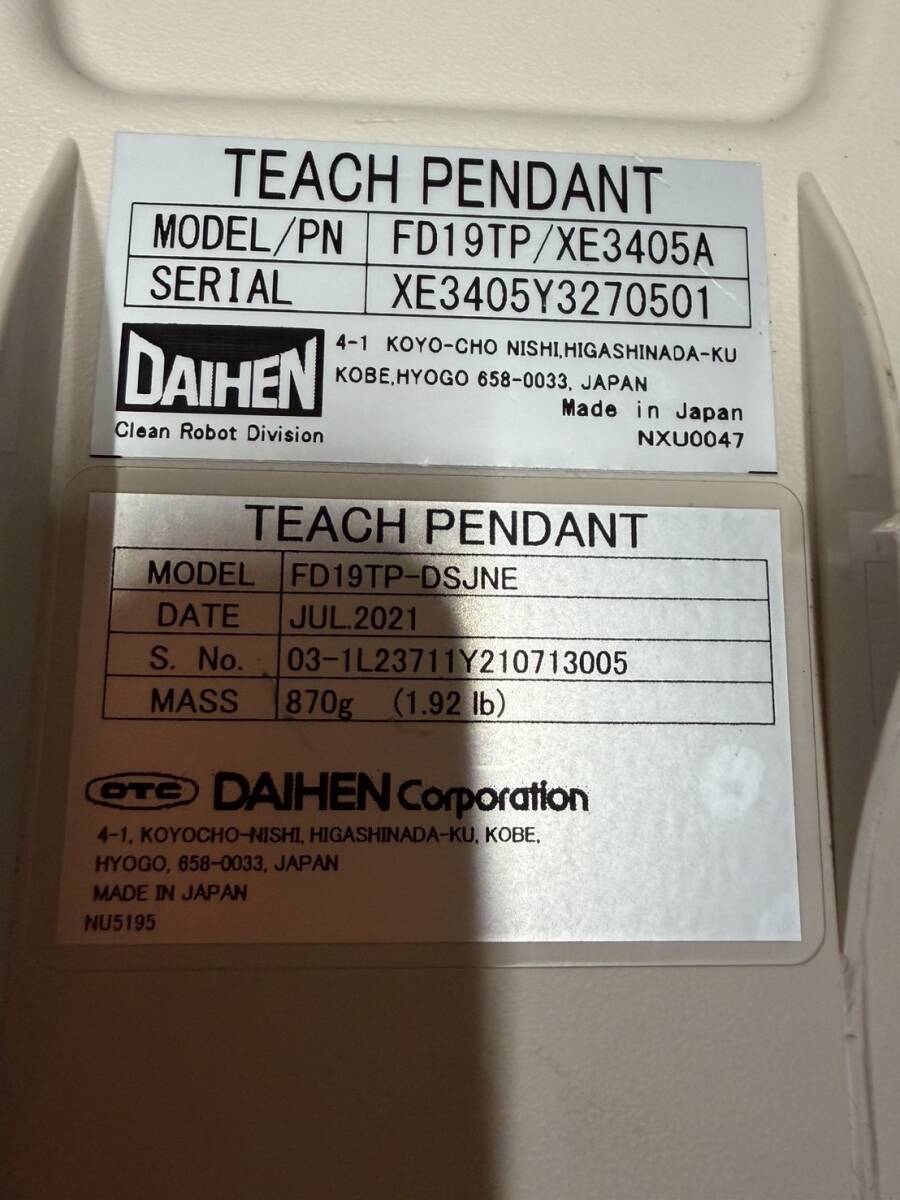 TEACH PENDANT
MODEL/PN FD19TP/XE3405A
SERIAL XE3405Y3270501
DAIHEN
Clean Robot Division
4-1 KOYO-CHO NISHI,HIGASHINADA-KU
KOBE,HYOGO 658-0033, JAPAN
Made in Japan
NXU0047
TEACH PENDANT
MODEL FD19TP-DSJNE
DATE JUL.2021
S. No. 03-1L23711Y210713005
MASS 870g (1.92 lb)
OTC DAIHEN Corporation
4-1, KOYOCHO-NISHI, HIGASHINADA-KU, KOBE,
HYOGO, 658-0033, JAPAN
MADE IN JAPAN
NU5195